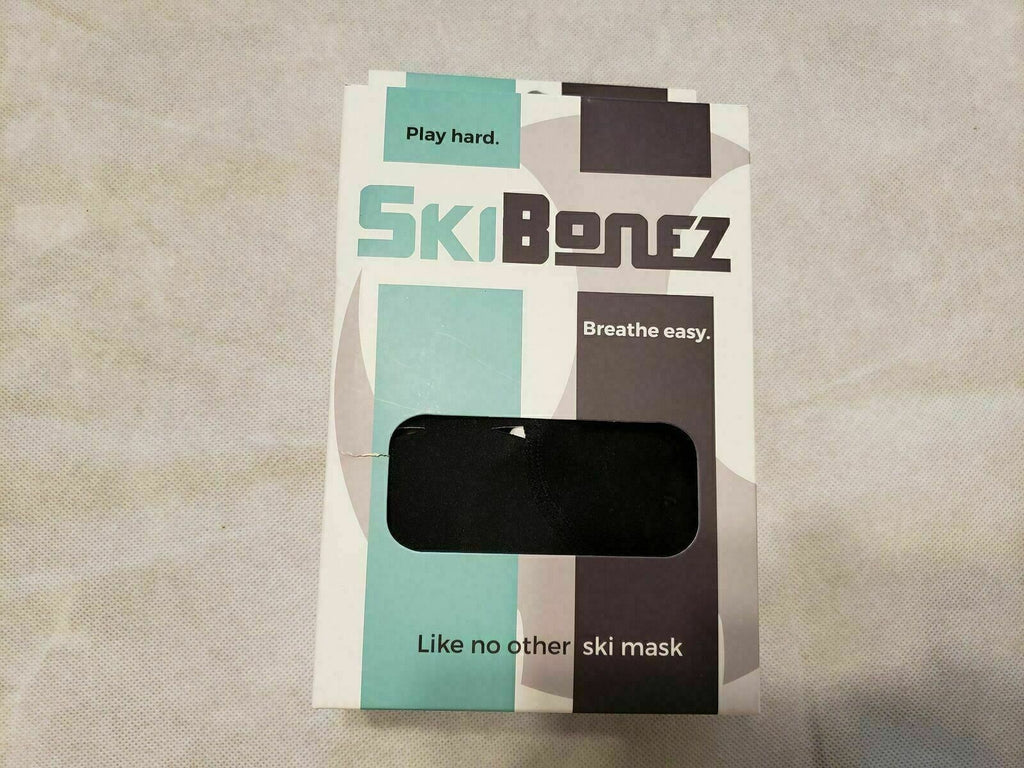 Play hard.
SkiBonez
Breathe easy.
Like no other ski mask